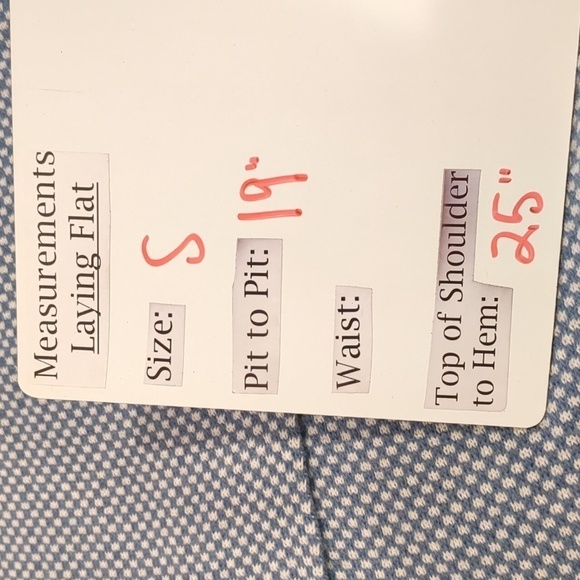 Measurements
Laying Flat
Size: S
Pit to Pit: 19"
Waist:
Top of Shoulder
to Hem: 25"